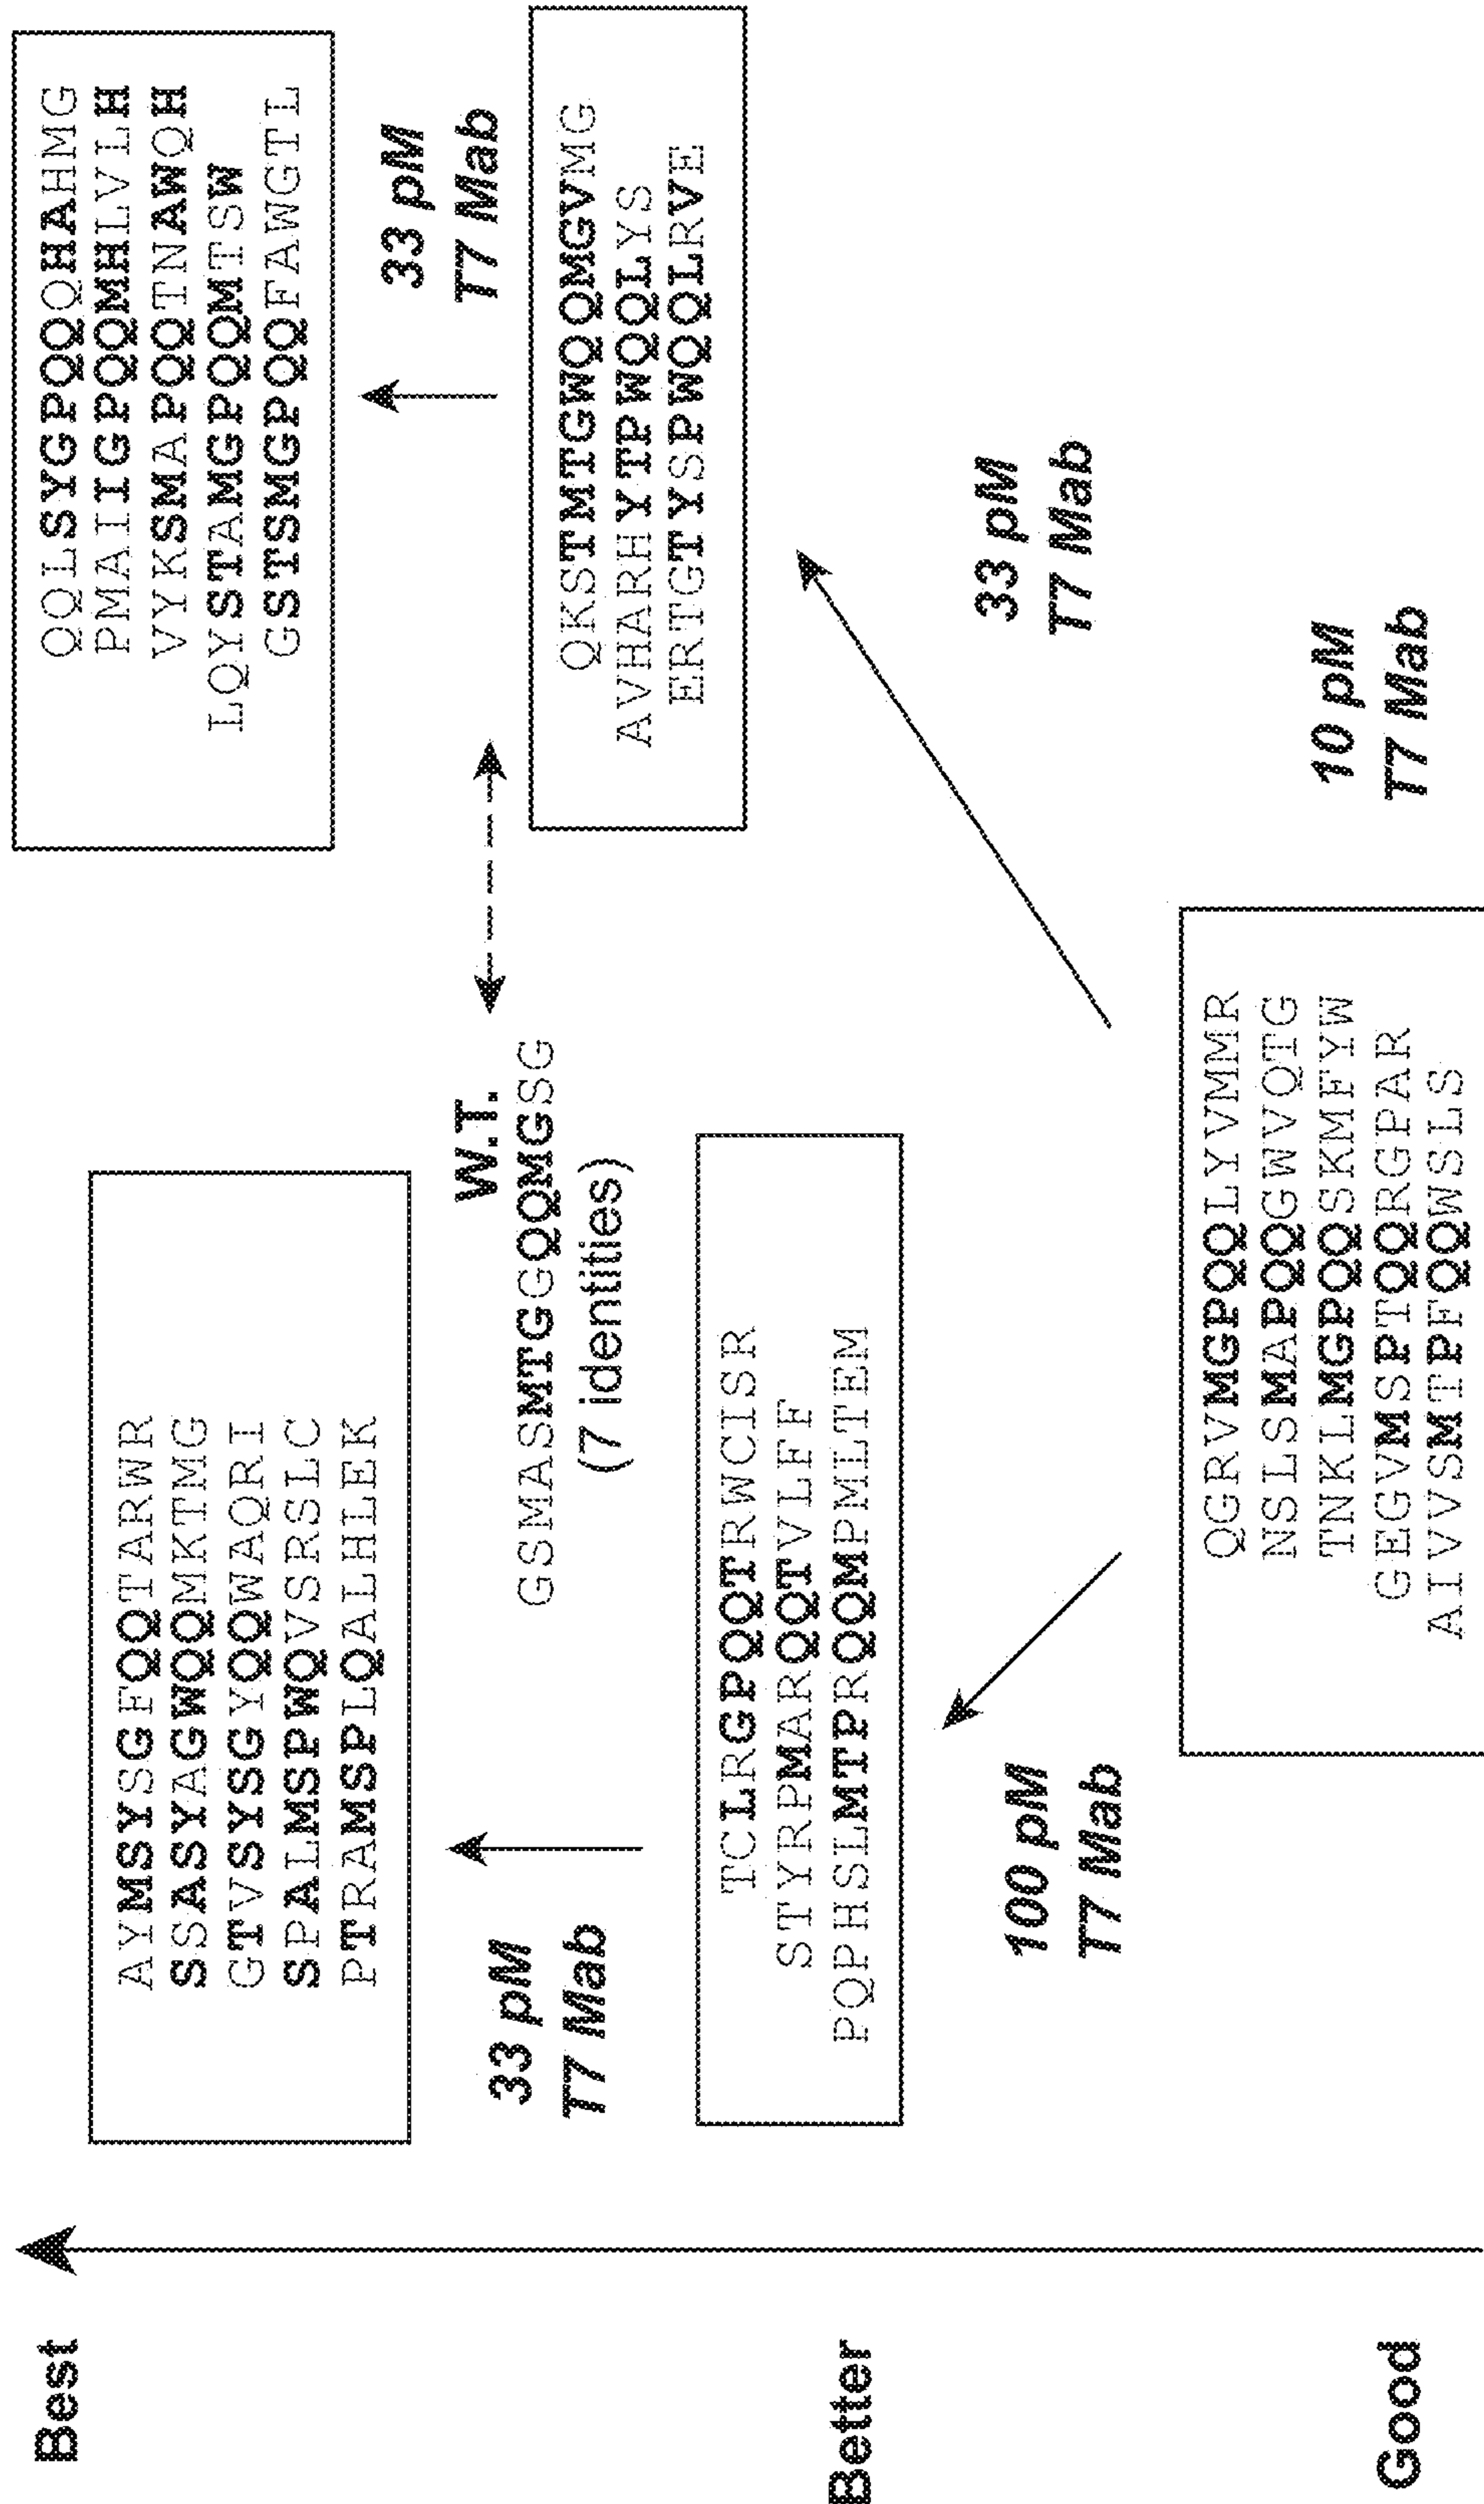 Best
AYMSYSGFQQTARWR
SSASYAGWQQMKTMG
GTVSYSGYQQWAQRI
SPALMSPWQVSRSLC
PTRAMSPLQALHLEK
QQLSYGPQQQHAHMG
PMAIIGPQQMHLVLH
VYKSMAPQQTNAWQH
LQYSTAMGPQQMTSW
GSTSMGPQQFAWGTL
33 pM
T7 Mab
33 pM
T7 Mab
W.T.
GSMASMTGGQQMGSG
(7 identities)
Better
TCLRGPQQTRWCISR
STYRPMARQQTVLFF
PQPHSLMTPRQQMPMLTEM
QKSTMTGWQQMGVMG
AVHARHYTPWQQLYS
ERTGTYSPWQQLRVE
100 pM
T7 Mab
33 pM
T7 Mab
Good
QGRVMGPQQLYVMMR
NSLSMAPQQGWVQTG
TNKLMGPQQSKMFYW
GEGVMSPTQQRGPAR
AIVVSMTPFQQWSLS
10 pM
T7 Mab